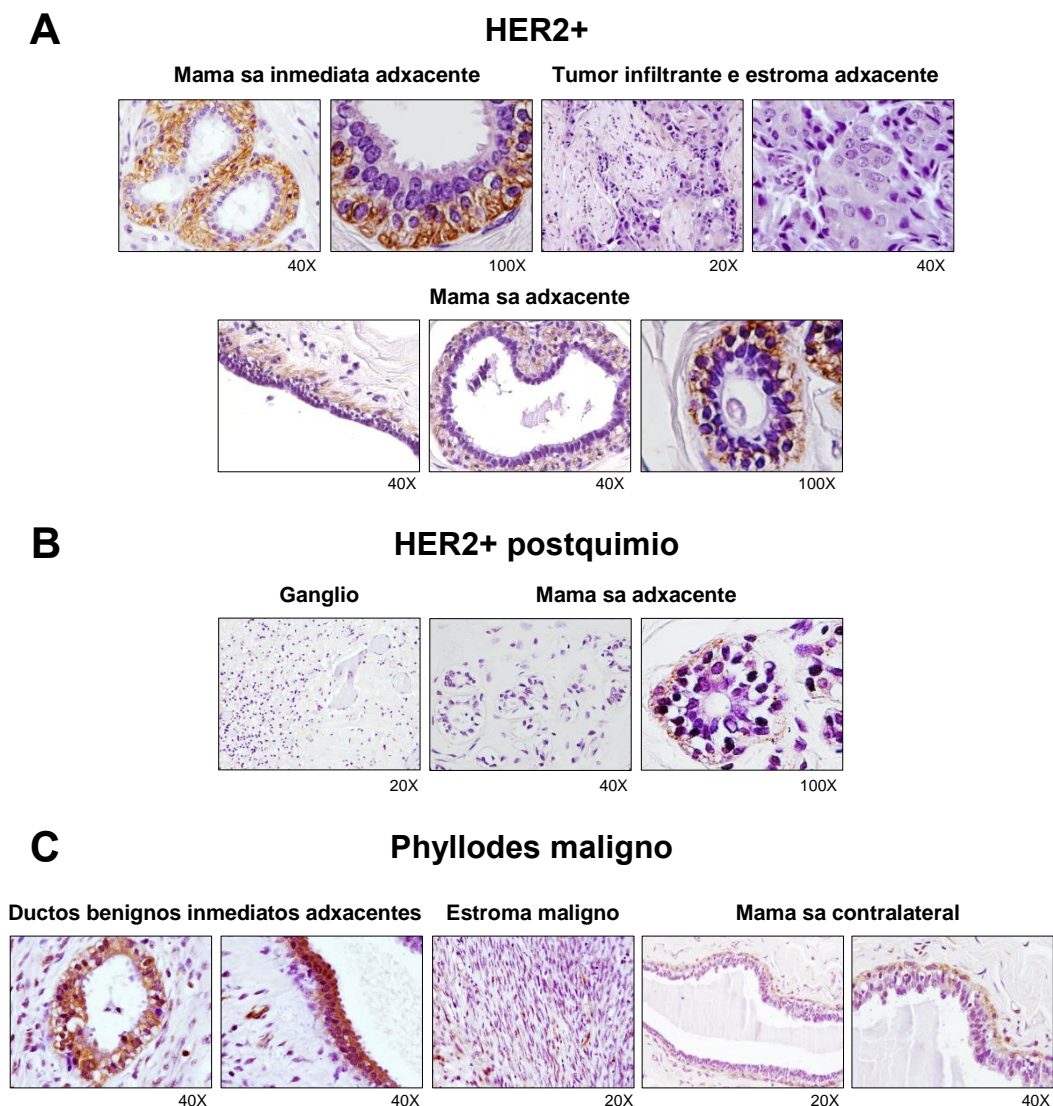 A
HER2+
Mama sa inmediata adxacente
Tumor infiltrante e estroma adxacente
40X
100X
20X
40X
Mama sa adxacente
40X
40X
100X
B
HER2+ postquimio
Ganglio
Mama sa adxacente
20X
40X
100X
C
Phyllodes maligno
Ductos benignos inmediatos adxacentes
Estroma maligno
Mama sa contralateral
40X
40X
20X
20X
40X